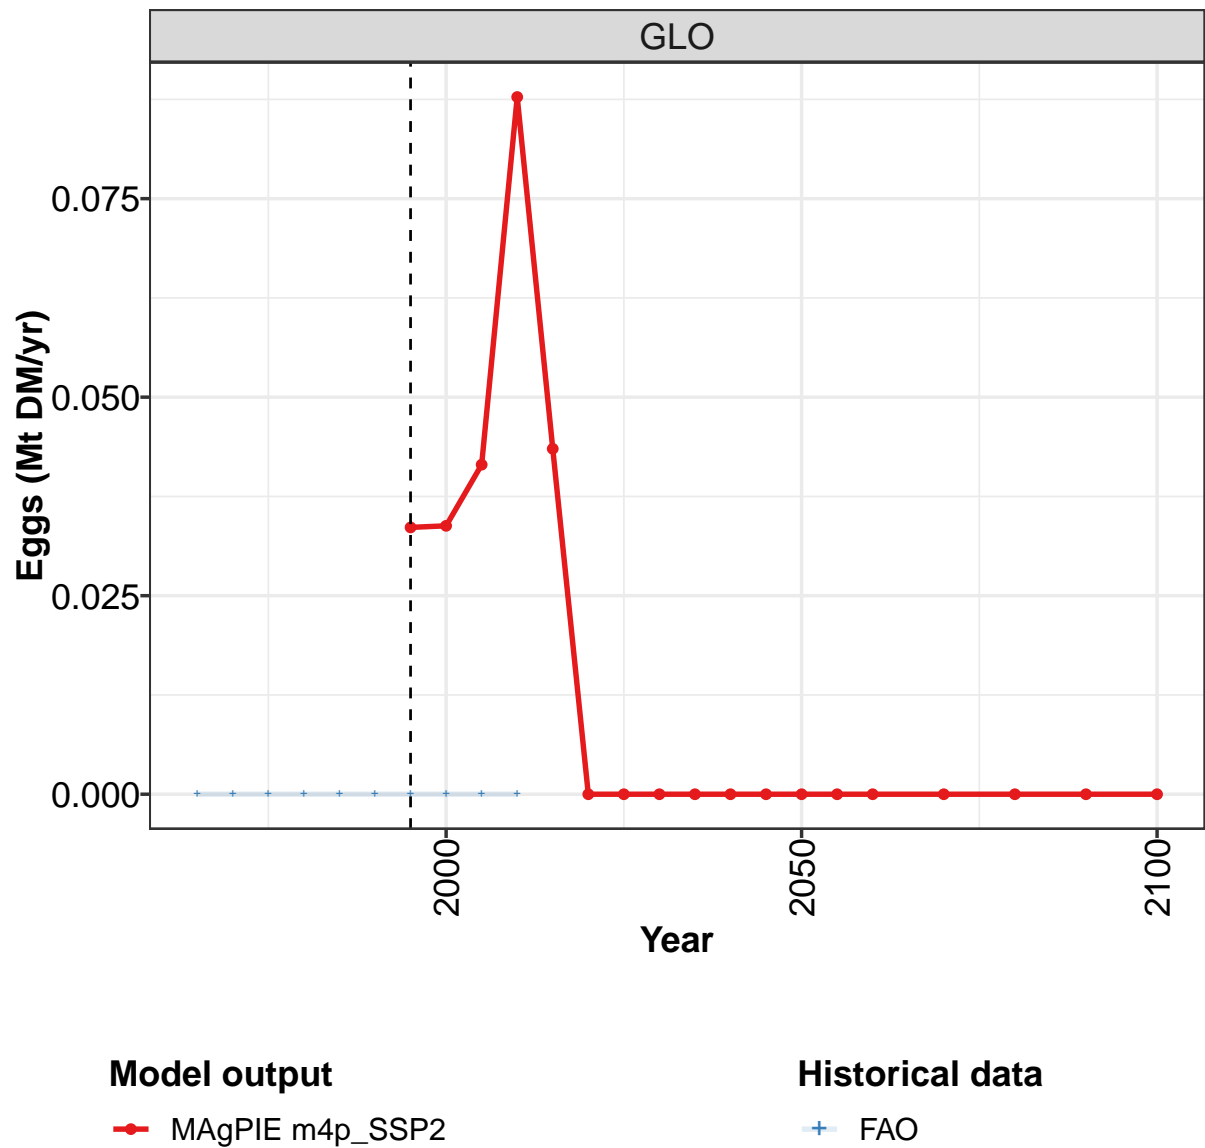 GLO
Eggs (Mt DM/yr)
0.075
0.050
0.025
0.000
2000
2050
2100
Year
Model output
MAgPIE m4p_SSP2
Historical data
FAO